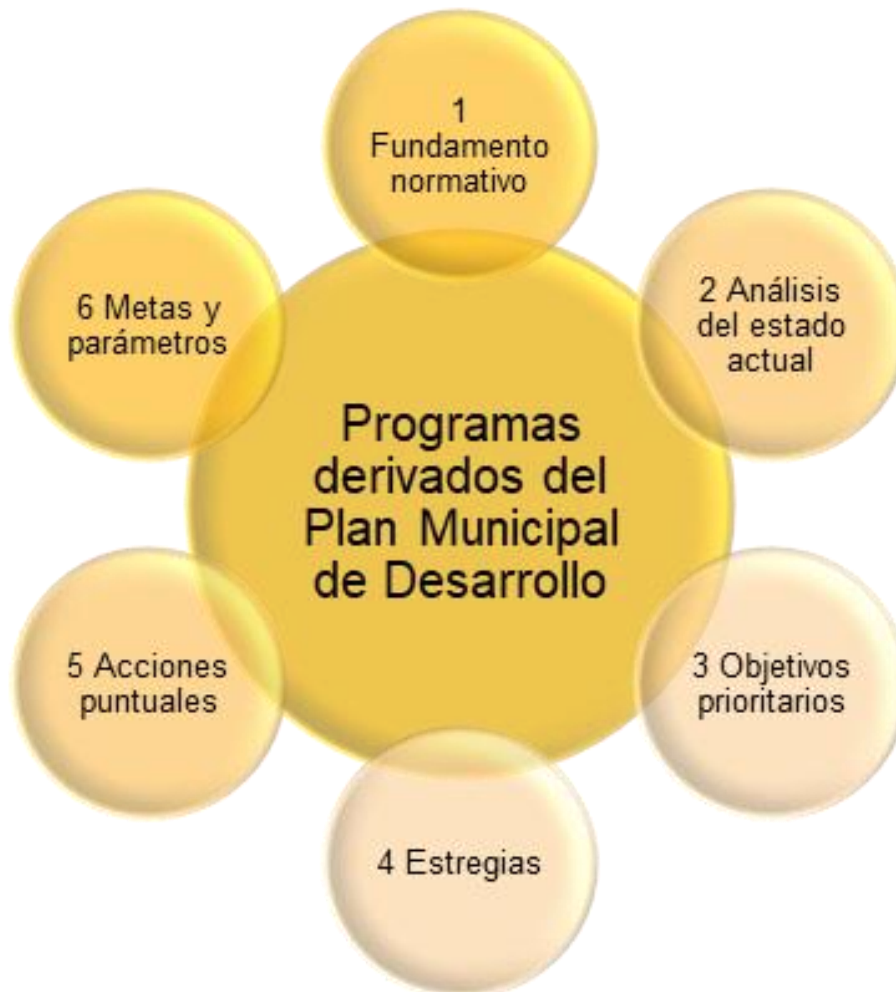 1
Fundamento
normativo
2 Análisis
del estado
actual
3 Objetivos
prioritarios
4 Estregias
5 Acciones
puntuales
6 Metas y
parámetros
Programas
derivados del
Plan Municipal
de Desarrollo